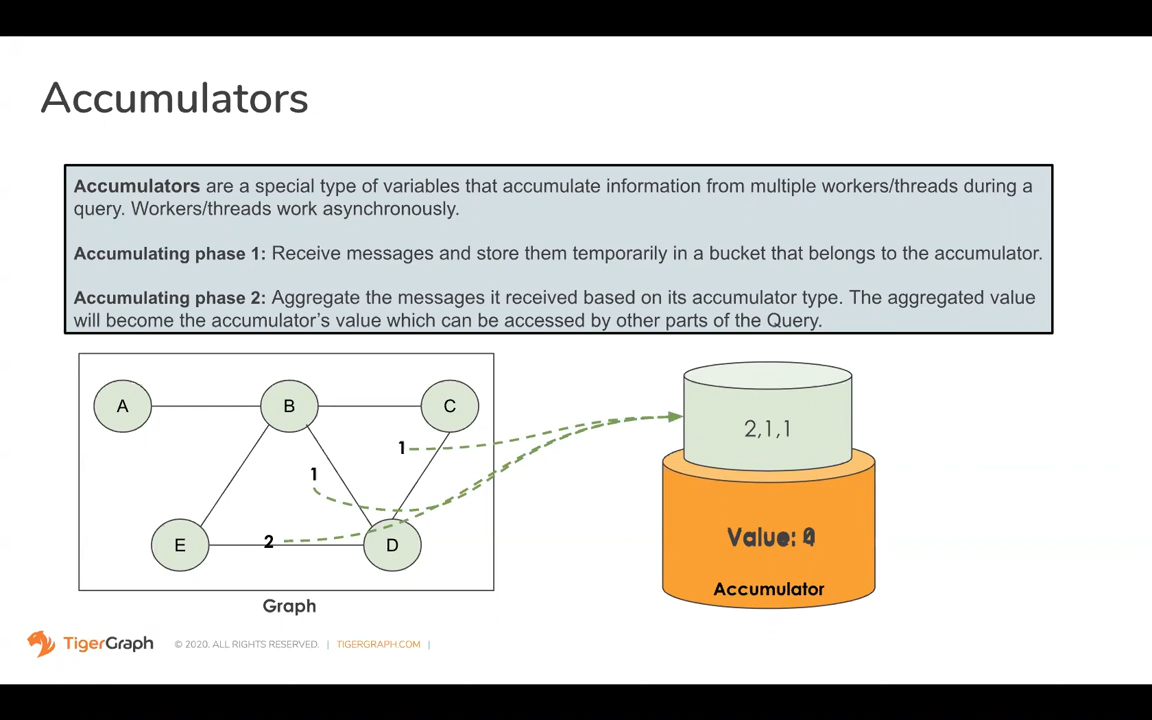 Accumulators
Accumulators are a special type of variables that accumulate information from multiple workers/threads during a
query. Workers/threads work asynchronously.
Accumulating phase 1: Receive messages and store them temporarily in a bucket that belongs to the accumulator.
Accumulating phase 2: Aggregate the messages it received based on its accumulator type. The aggregated value
will become the accumulator’s value which can be accessed by other parts of the Query.
A
B
C
1
1
2
E
D
Graph
2,1,1
Value:
Accumulator
TigerGraph
© 2020. ALL RIGHTS RESERVED. | TIGERGRAPH.COM |